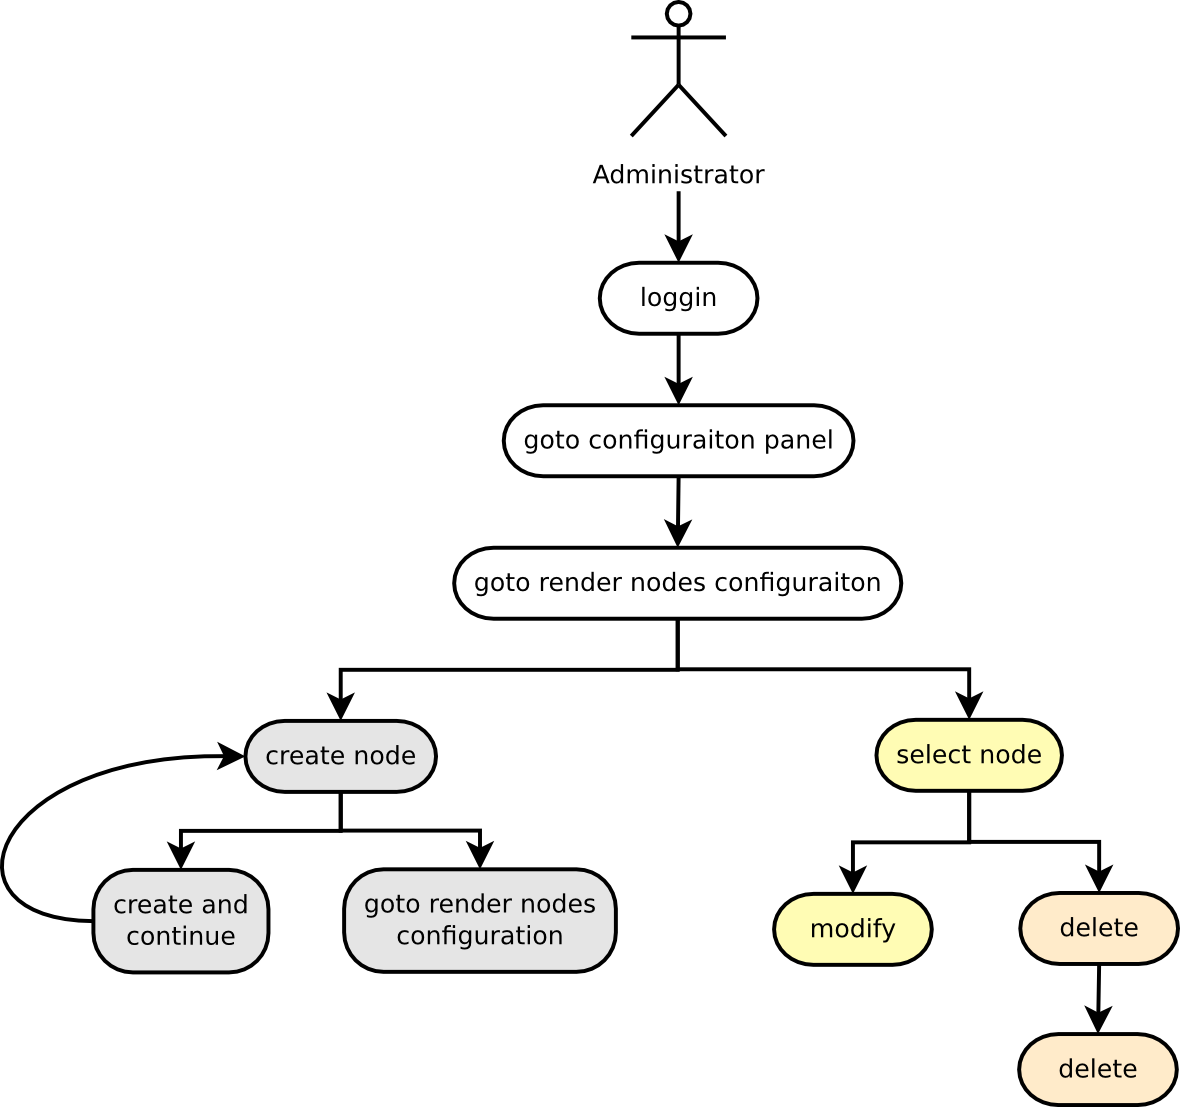 Administrator
loggin
goto configuraiton panel
goto render nodes configuraiton
create node
select node
create and
continue
goto render nodes
configuration
modify
delete
delete